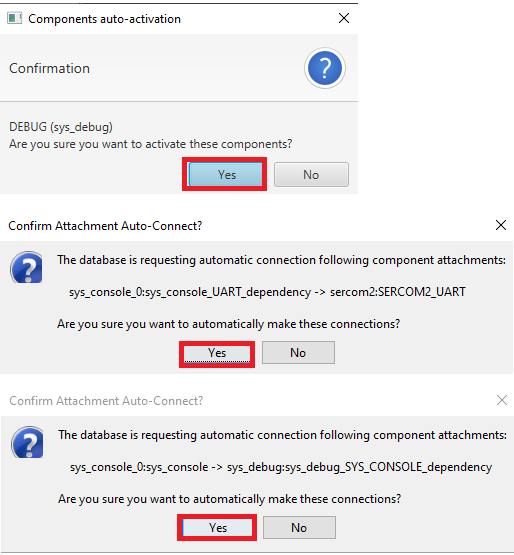 Components auto-activation
Confirmation
DEBUG (sys_debug)
Are you sure you want to activate these components?
Yes No
Confirm Attachment Auto-Connect?
The database is requesting automatic connection following component attachments:
sys_console_0:sys_console_UART_dependency -> sercom2:SERCOM2_UART
Are you sure you want to automatically make these connections?
Yes No
Confirm Attachment Auto-Connect?
The database is requesting automatic connection following component attachments:
sys_console_0:sys_console -> sys_debug:sys_debug_SYS_CONSOLE_dependency
Are you sure you want to automatically make these connections?
Yes No